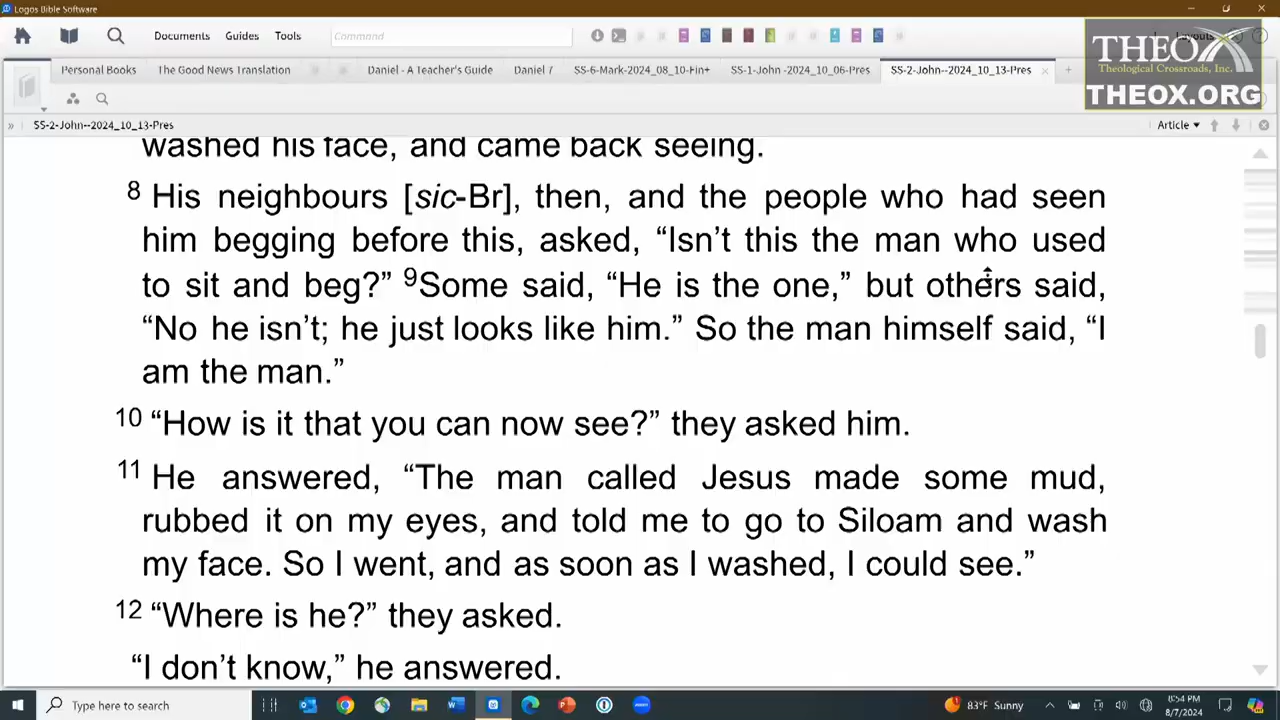 Logos Bible Software
Documents Guides Tools Command
THEOX
Theological Crossroads, Inc.
THEOX.ORG
Personal Books The Good News Translation Daniel 7 SS-6-Mark-2024_08_10-Fin+ SS-1-John -2024_10_06-Pres SS-2-John--2024_10_13-Pres
SS-2-John--2024_10_13-Pres Article
washed his face, and came back seeing.
8 His neighbours [sic-Br], then, and the people who had seen
him begging before this, asked, “Isn’t this the man who used
to sit and beg?” 9Some said, “He is the one,” but others said,
“No he isn’t; he just looks like him.” So the man himself said, “I
am the man.”
10 “How is it that you can now see?” they asked him.
11 He answered, “The man called Jesus made some mud,
rubbed it on my eyes, and told me to go to Siloam and wash
my face. So I went, and as soon as I washed, I could see.”
12 “Where is he?” they asked.
“I don’t know,” he answered.
Type here to search 83°F Sunny 8:54 PM
8/7/2024